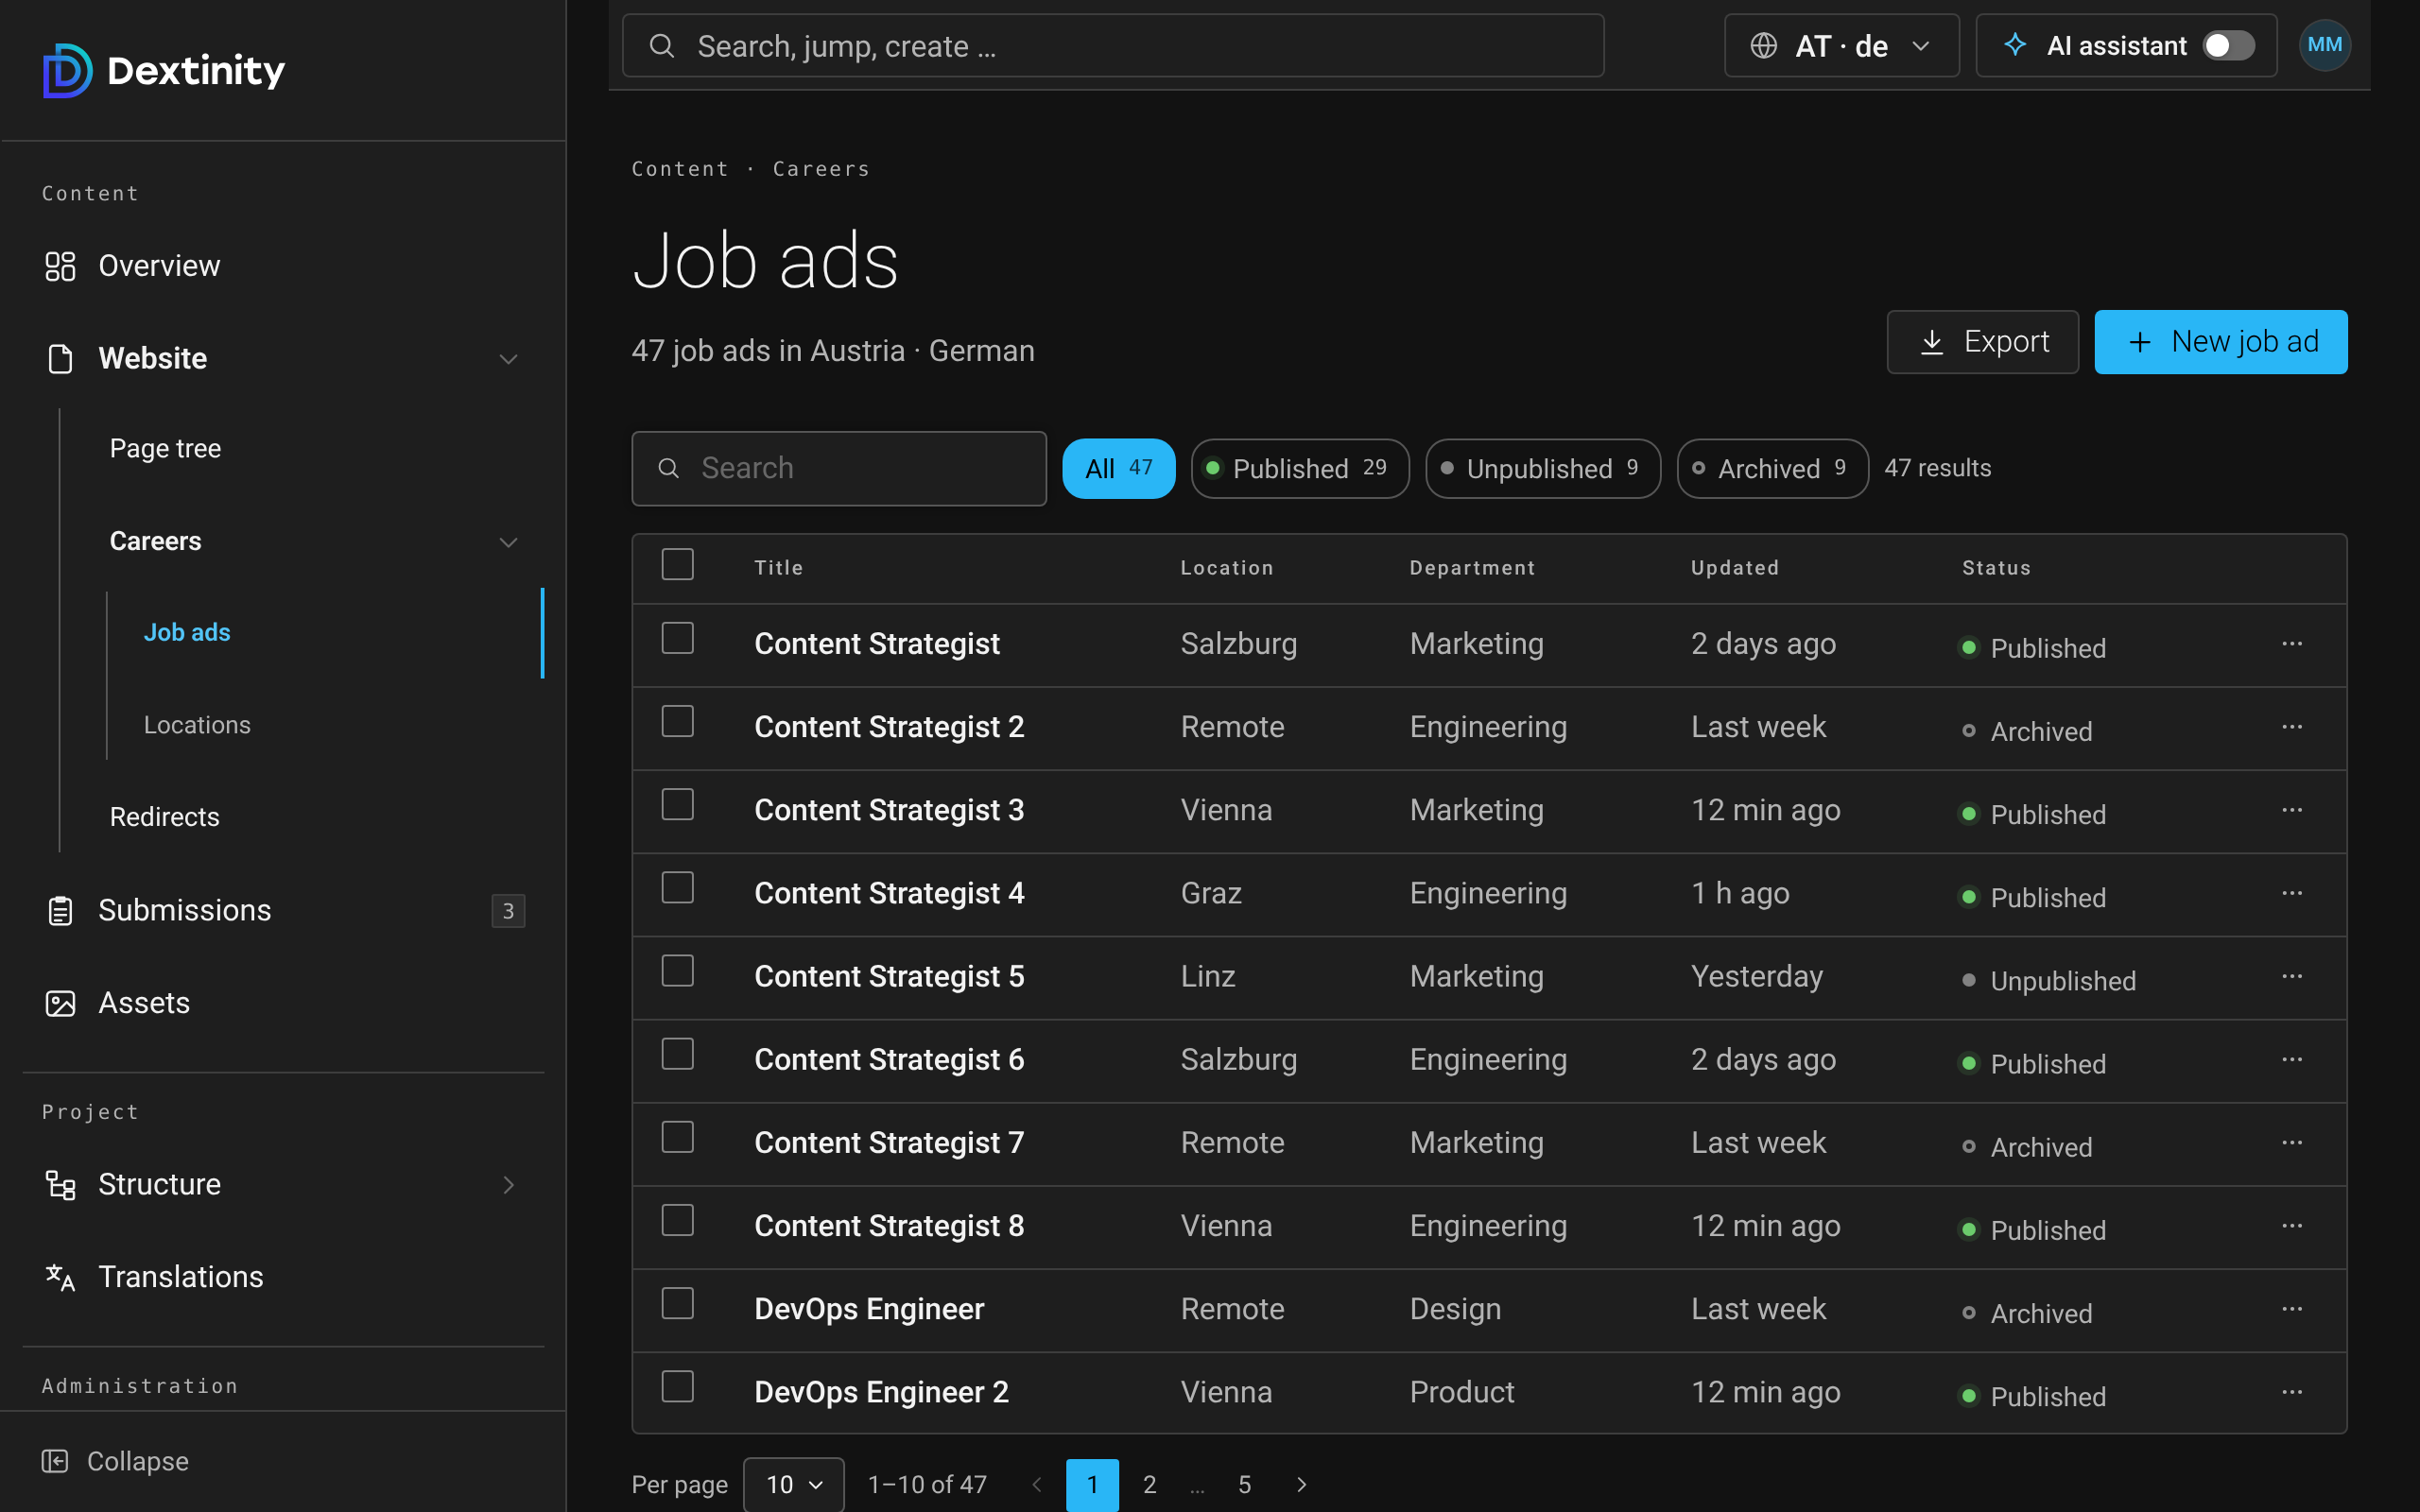 Dextinity
Search, jump, create …
AT · de
AI assistant
MM
Content
Overview
Website
Page tree
Careers
Job ads
Locations
Redirects
Submissions 3
Assets
Project
Structure
Translations
Administration
Collapse
Content · Careers
Job ads
47 job ads in Austria · German
Export
New job ad
Search
All 47
Published 29
Unpublished 9
Archived 9
47 results
Title Location Department Updated Status
Content Strategist Salzburg Marketing 2 days ago Published
Content Strategist 2 Remote Engineering Last week Archived
Content Strategist 3 Vienna Marketing 12 min ago Published
Content Strategist 4 Graz Engineering 1 h ago Published
Content Strategist 5 Linz Marketing Yesterday Unpublished
Content Strategist 6 Salzburg Engineering 2 days ago Published
Content Strategist 7 Remote Marketing Last week Archived
Content Strategist 8 Vienna Engineering 12 min ago Published
DevOps Engineer Remote Design Last week Archived
DevOps Engineer 2 Vienna Product 12 min ago Published
Per page 10 1–10 of 47 1 2 … 5